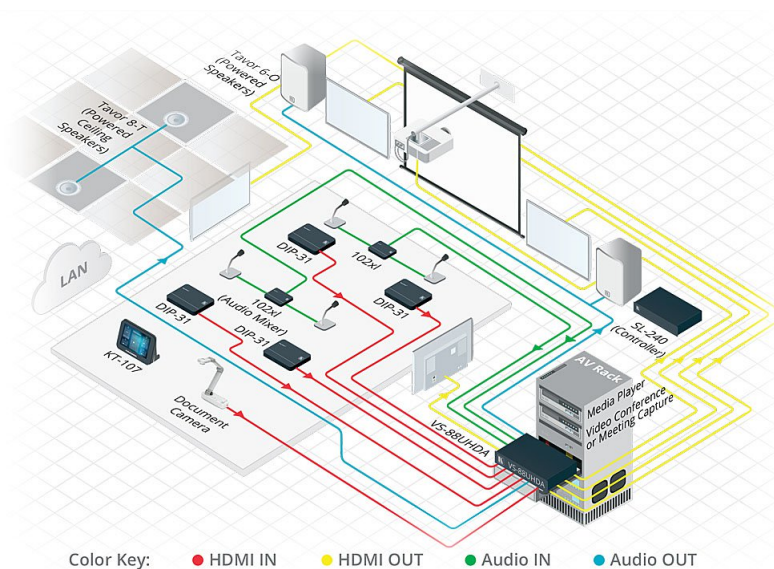 Tavor 6-O
(Powered
Speakers)
Tavor 8-T
(Powered
Ceiling
Speakers)
LAN
DIP-31
102xl
DIP-31
102xl
(Audio Mixer)
DIP-31
DIP-31
KT-107
Document
Camera
SL-240
(Controller)
AV Rack
Media Player
Video Conference
or Meeting Capture
VS-88UHDA
VS-88UHDA
Color Key:
HDMI IN
HDMI OUT
Audio IN
Audio OUT